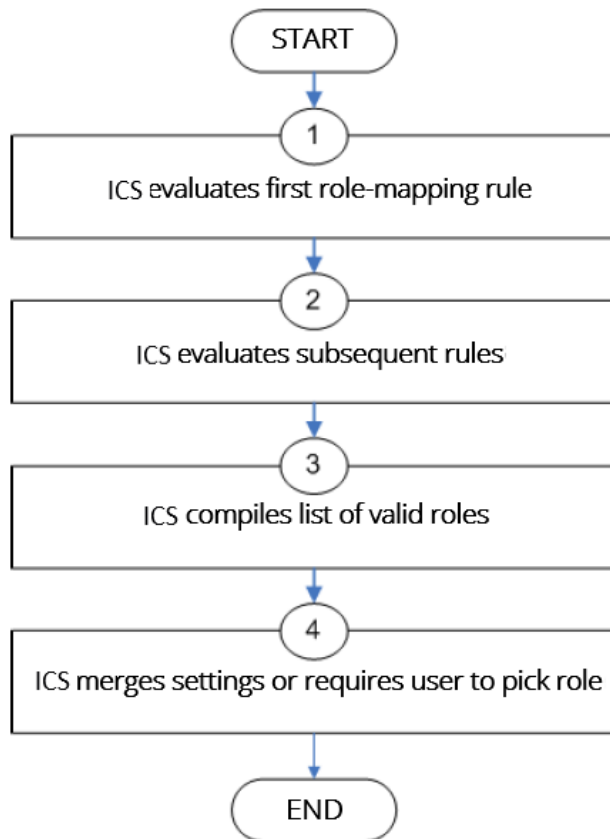 START
1
ICS evaluates first role-mapping rule
2
ICS evaluates subsequent rules
3
ICS compiles list of valid roles
4
ICS merges settings or requires user to pick role
END